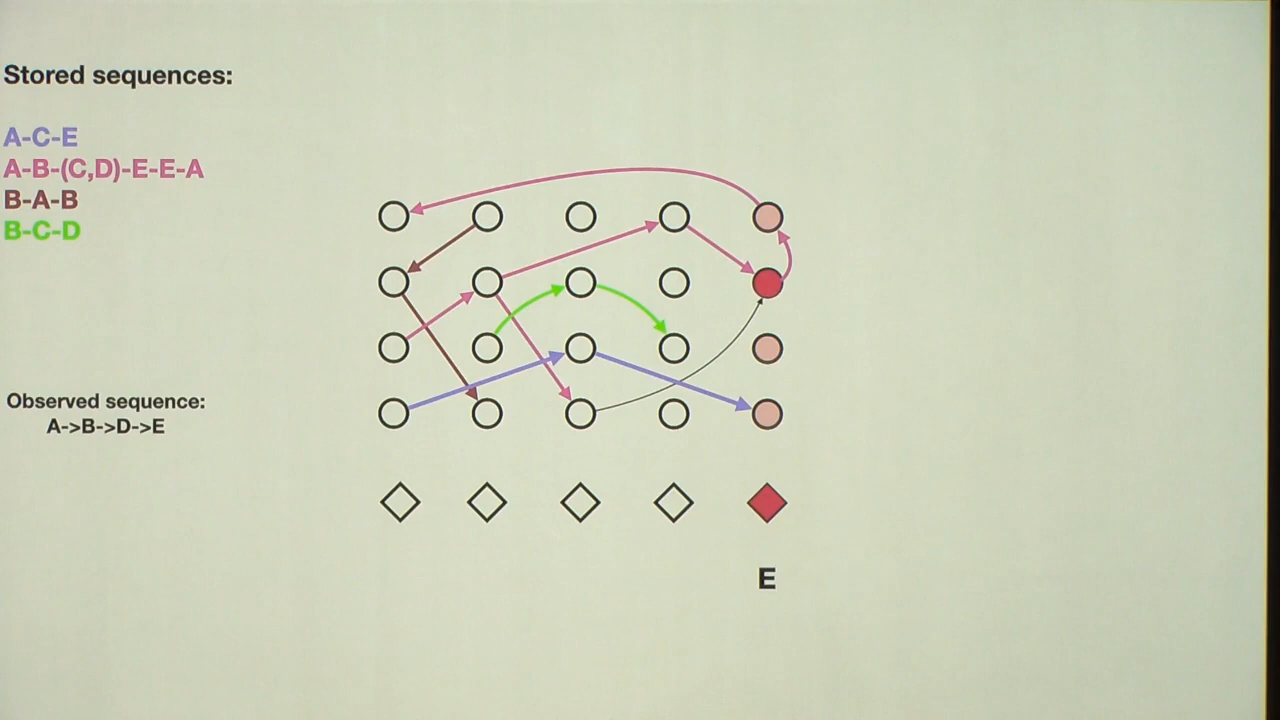 Stored sequences:
A-C-E
A-B-(C,D)-E-E-A
B-A-B
B-C-D
Observed sequence:
A->B->D->E
E